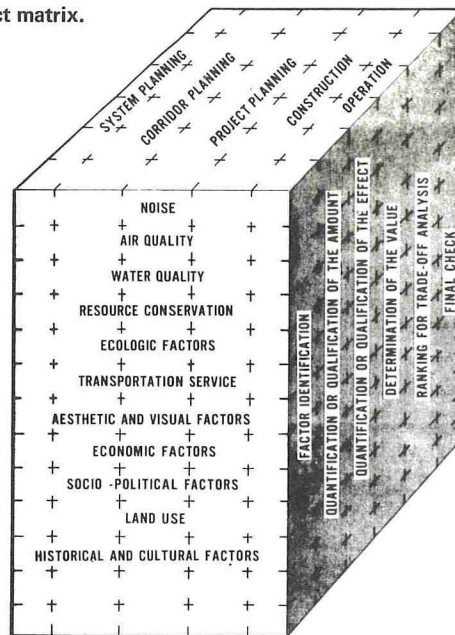 ct matrix.
SYSTEM PLANNING
CORRIDOR PLANNING
PROJECT PLANNING
CONSTRUCTION
OPERATION
NOISE
AIR QUALITY
WATER QUALITY
RESOURCE CONSERVATION
ECOLOGIC FACTORS
TRANSPORTATION SERVICE
AESTHETIC AND VISUAL FACTORS
ECONOMIC FACTORS
SOCIO -POLITICAL FACTORS
LAND USE
HISTORICAL AND CULTURAL FACTORS
FACTOR IDENTIFICATION
QUANTIFICATION OR QUALIFICATION OF THE AMOUNT
QUANTIFICATION OR QUALIFICATION OF THE EFFECT
DETERMINATION OF THE VALUE
RANKING FOR TRADE-OFF ANALYSIS
FINAL CHECK